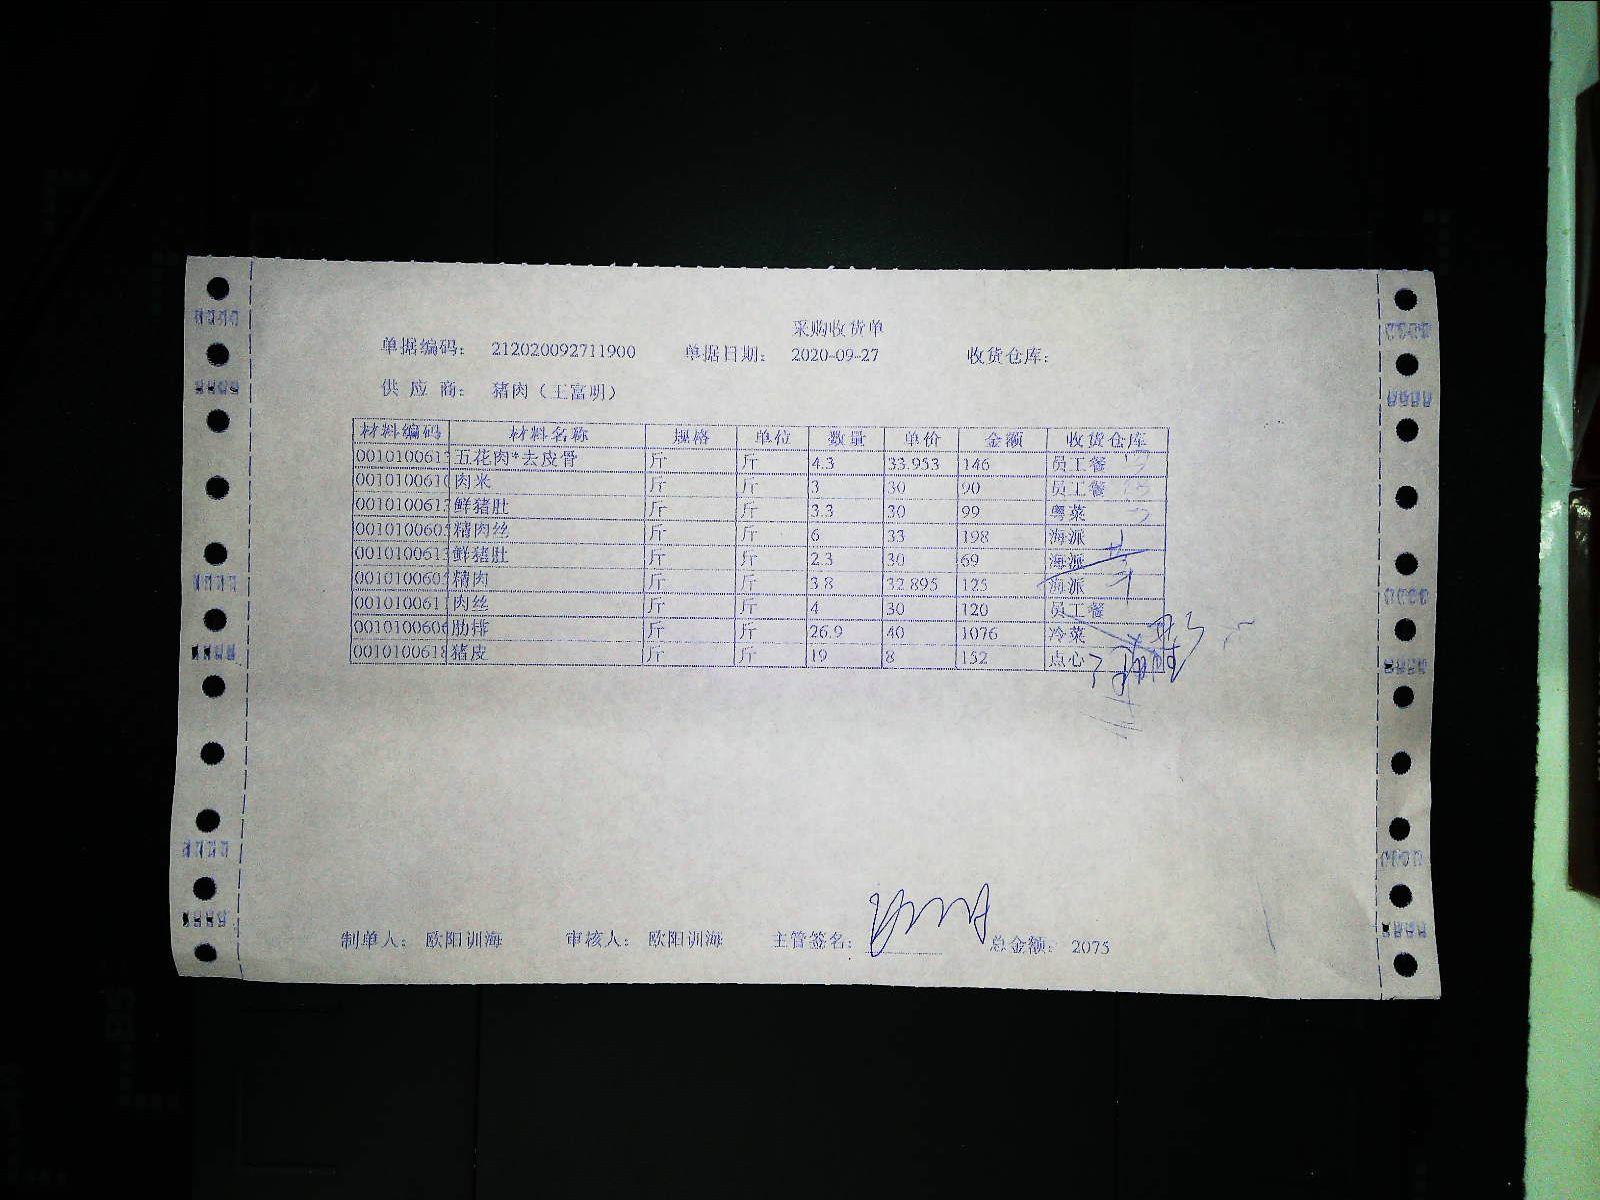 采购收货单
单据编码： 212020092711900 单据日期： 2020-09-27 收货仓库：
供 应 商： 猪肉（王富明）
材料编码 材料名称 规格 单位 数量 单价 金额 收货仓库
001010061 五花肉*去皮骨 斤 斤 4.3 33.953 146 员工餐
001010061 肉米 斤 斤 3 30 90 员工餐
001010061 鲜猪肚 斤 斤 3.3 30 99 粤菜
001010060 精肉丝 斤 斤 6 33 198 海派
001010061 鲜猪肚 斤 斤 2.3 30 69 海派
001010060 精肉 斤 斤 3.8 32.895 125 海派
001010061 肉丝 斤 斤 4 30 120 员工餐
001010060 肋排 斤 斤 26.9 40 1076 冷菜
001010061 猪皮 斤 斤 19 8 152 点心
制单人： 欧阳训海 审核人： 欧阳训海 主管签名： 总金额： 2075